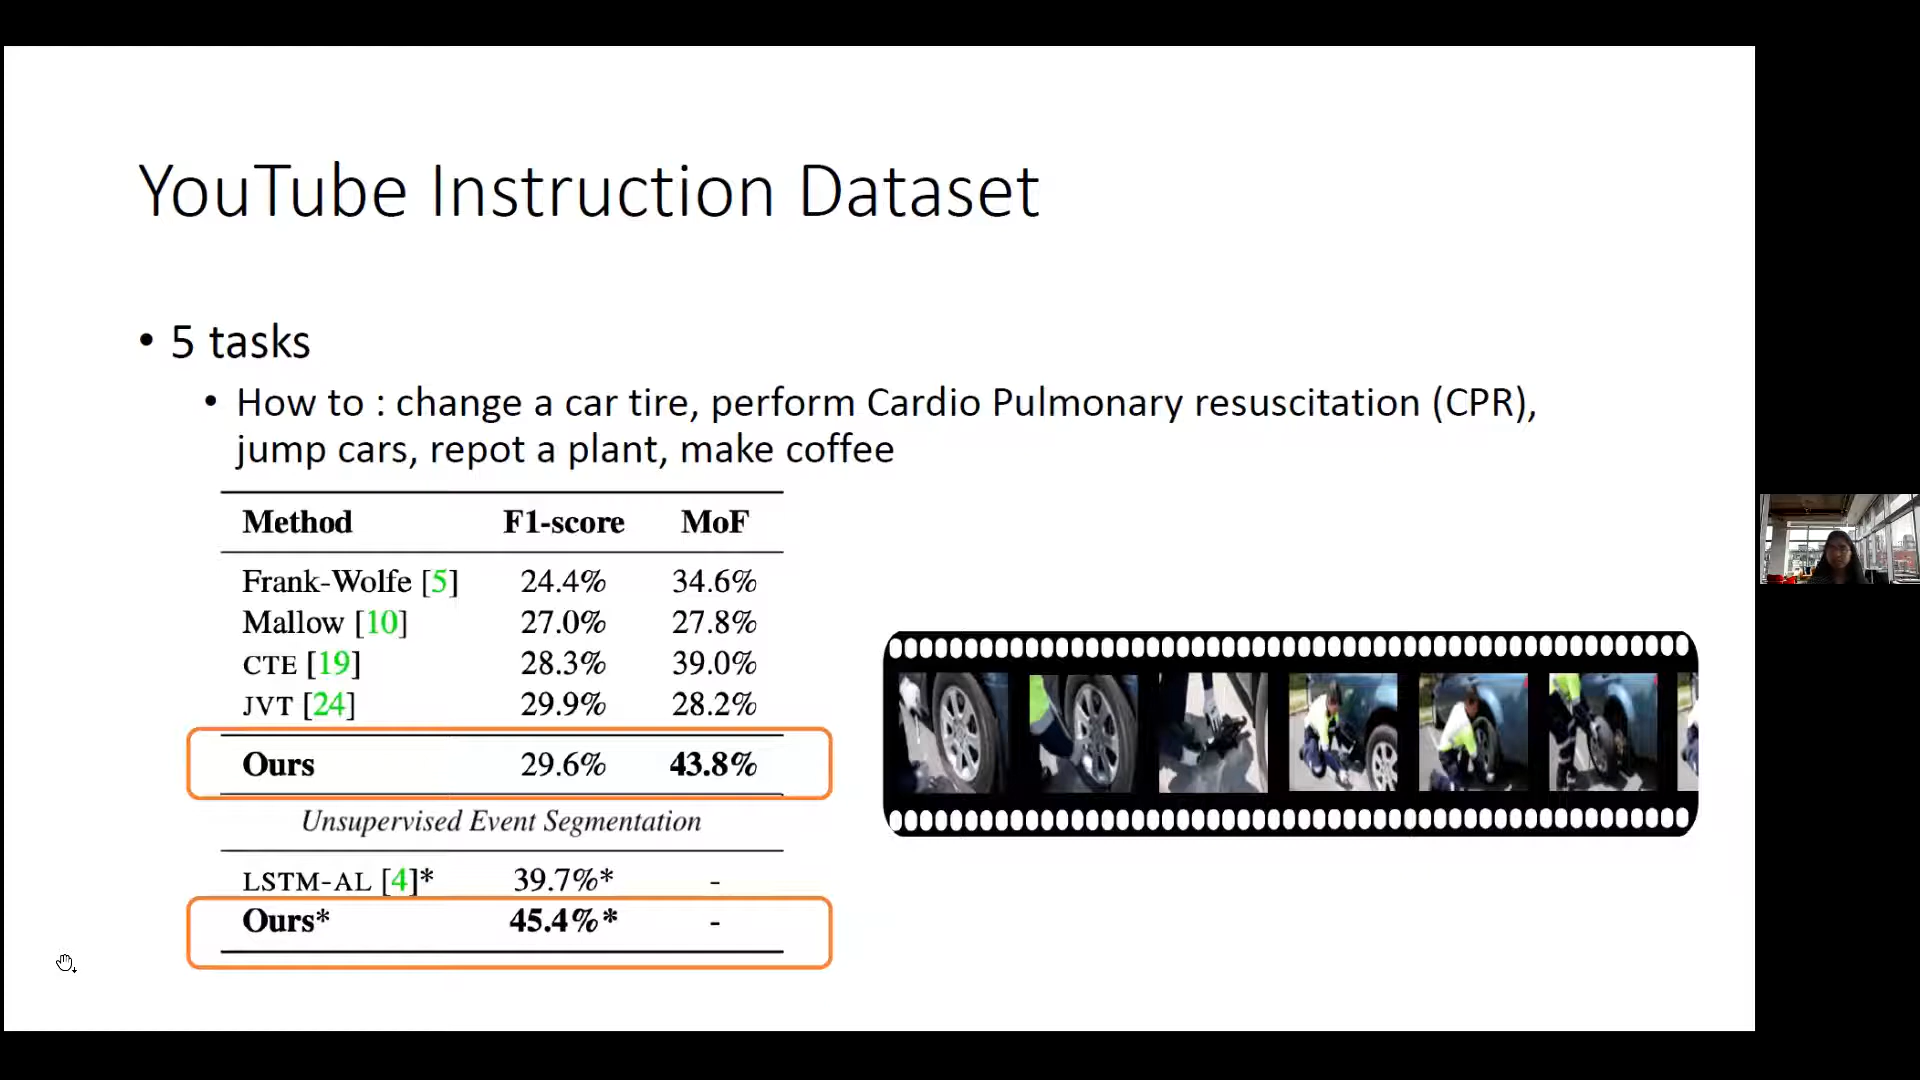 YouTube Instruction Dataset
• 5 tasks
• How to : change a car tire, perform Cardio Pulmonary resuscitation (CPR),
jump cars, repot a plant, make coffee
Method F1-score MoF
Frank-Wolfe [5] 24.4% 34.6%
Mallow [10] 27.0% 27.8%
CTE [19] 28.3% 39.0%
JVT [24] 29.9% 28.2%
Ours 29.6% 43.8%
Unsupervised Event Segmentation
LSTM-AL [4]* 39.7%* -
Ours* 45.4%* -